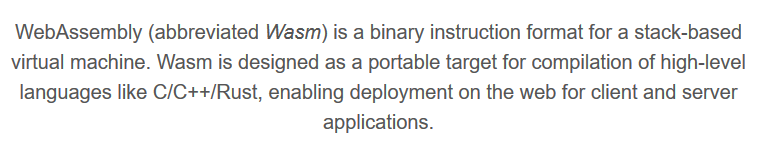 WebAssembly (abbreviated Wasm) is a binary instruction format for a stack-based
virtual machine. Wasm is designed as a portable target for compilation of high-level
languages like C/C++/Rust, enabling deployment on the web for client and server
applications.